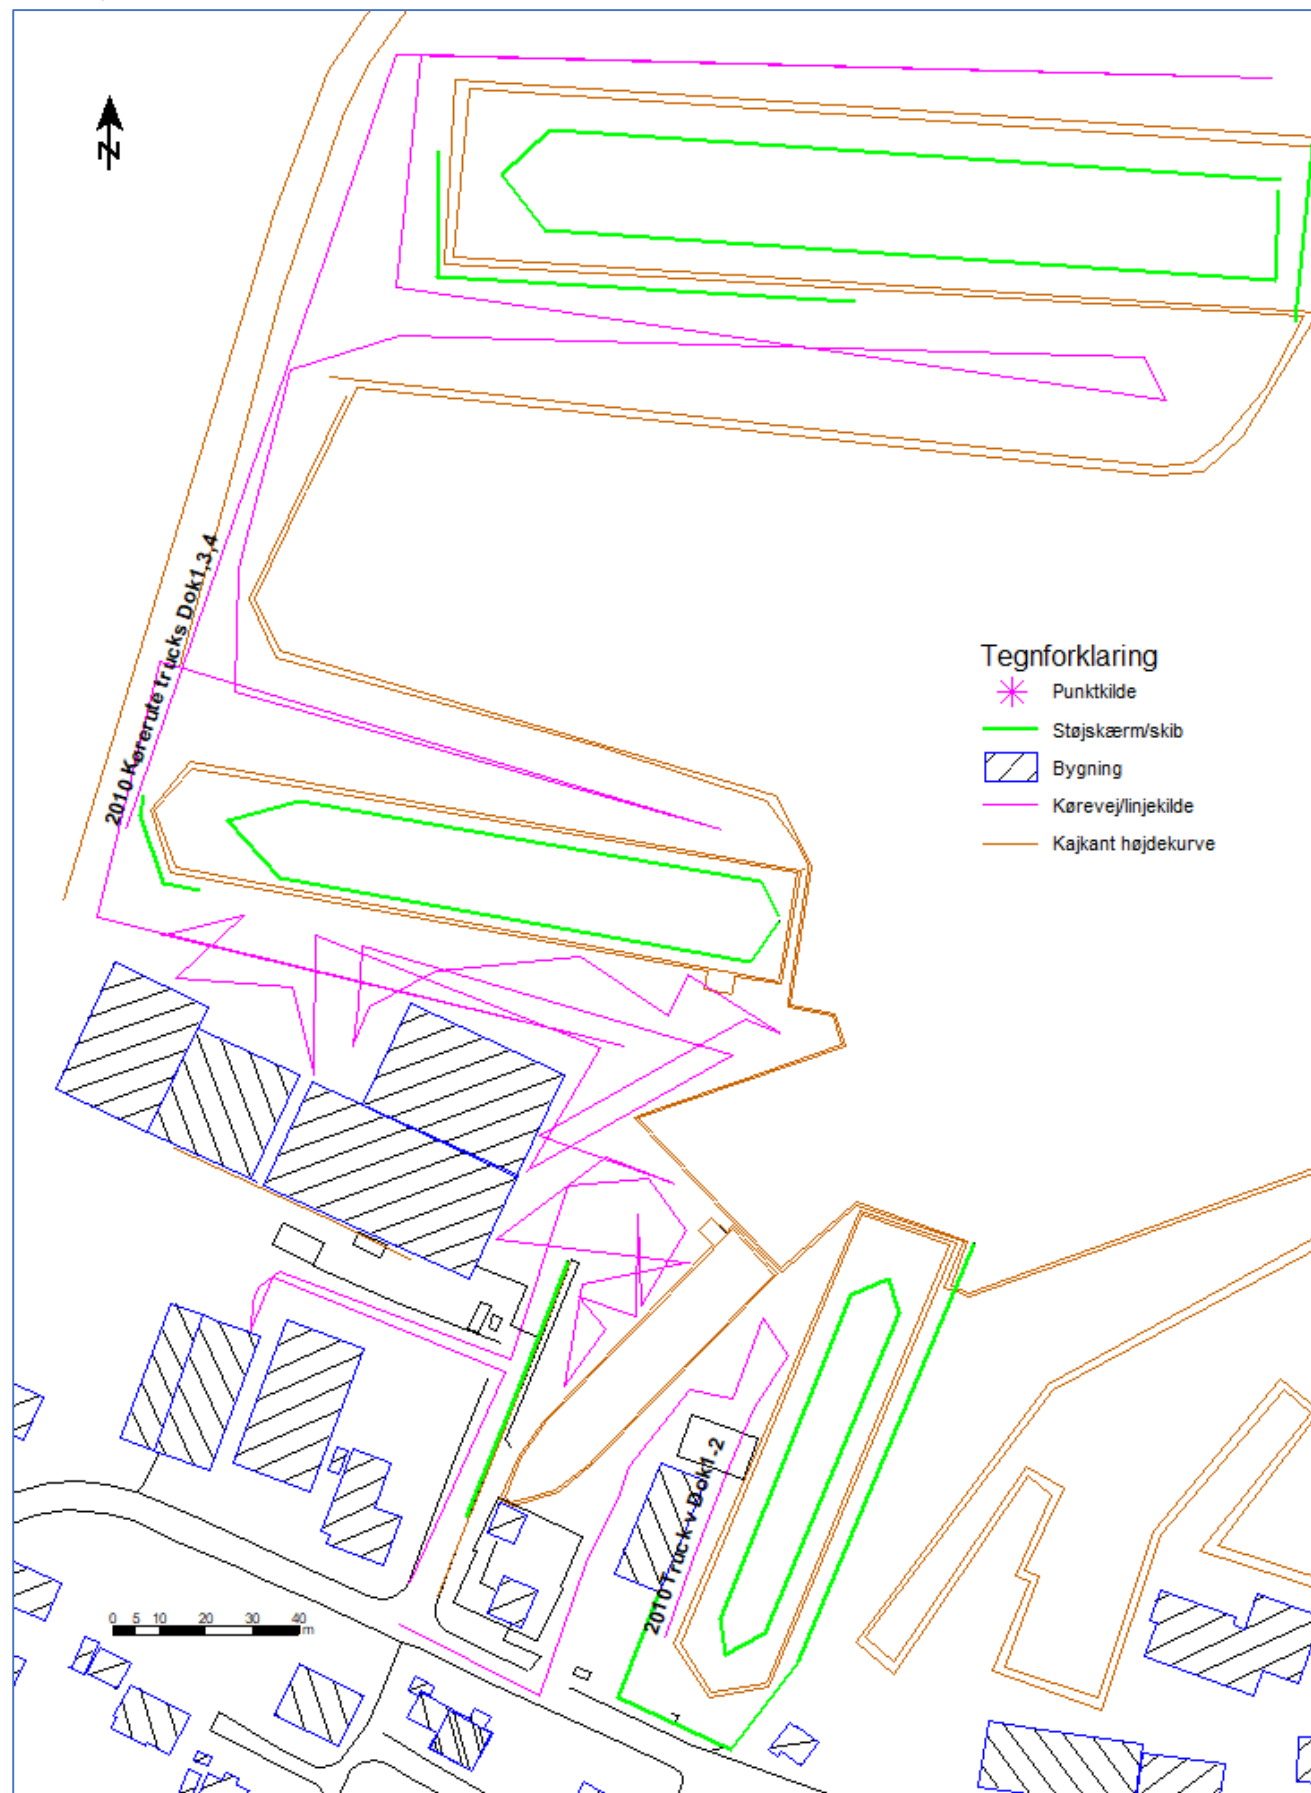 N
2010 Kørerute trucks Dok1,3,4
Tegnforklaring
Punktkilde
Støjskærm/skib
Bygning
Kørevej/linjekilde
Kajkant højdekurve
2010 Truck v Dok1-2
0 5 10 20 30 40
m